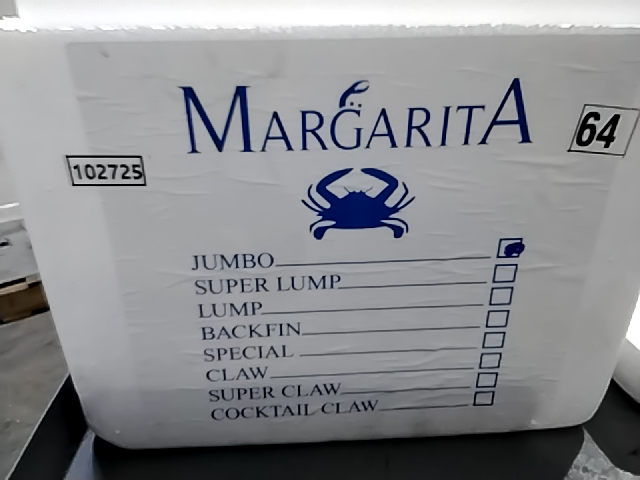 MARGARITA
64
102725
JUMBO
SUPER LUMP
LUMP
BACKFIN
SPECIAL
CLAW
SUPER CLAW
COCKTAIL CLAW